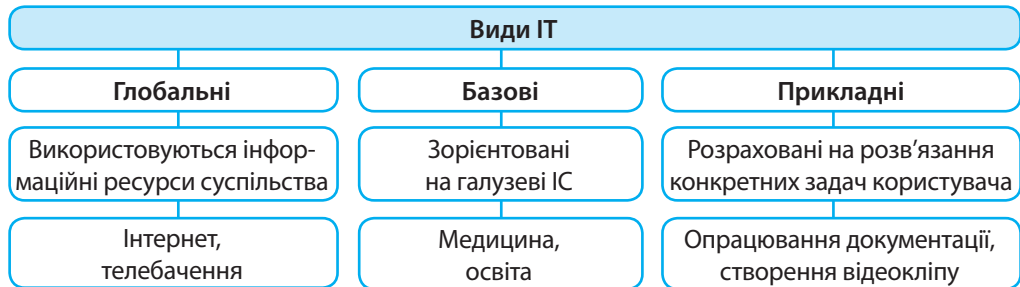 Види ІТ
Глобальні
Базові
Прикладні
Використовуються інфор-
маційні ресурси суспільства
Зорієнтовані
на галузеві ІС
Розраховані на розв'язання
конкретних задач користувача
Інтернет,
телебачення
Медицина,
освіта
Опрацювання документації,
створення відеокліпу